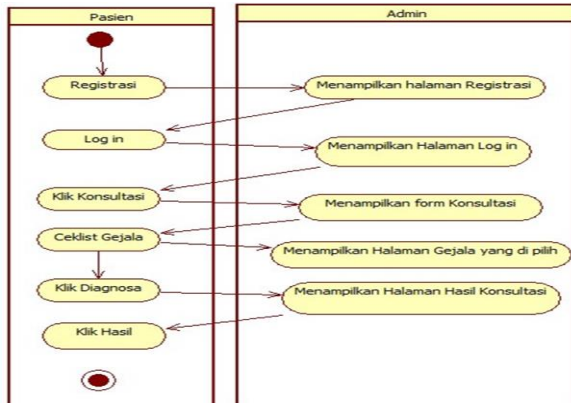 Pasien
Admin
Registrasi
Menampilkan halaman Registrasi
Log in
Menampilkan Halaman Log in
Klik Konsultasi
Menampilkan form Konsultasi
Ceklist Gejala
Menampilkan Halaman Gejala yang di pilih
Klik Diagnosa
Menampilkan Halaman Hasil Konsultasi
Klik Hasil